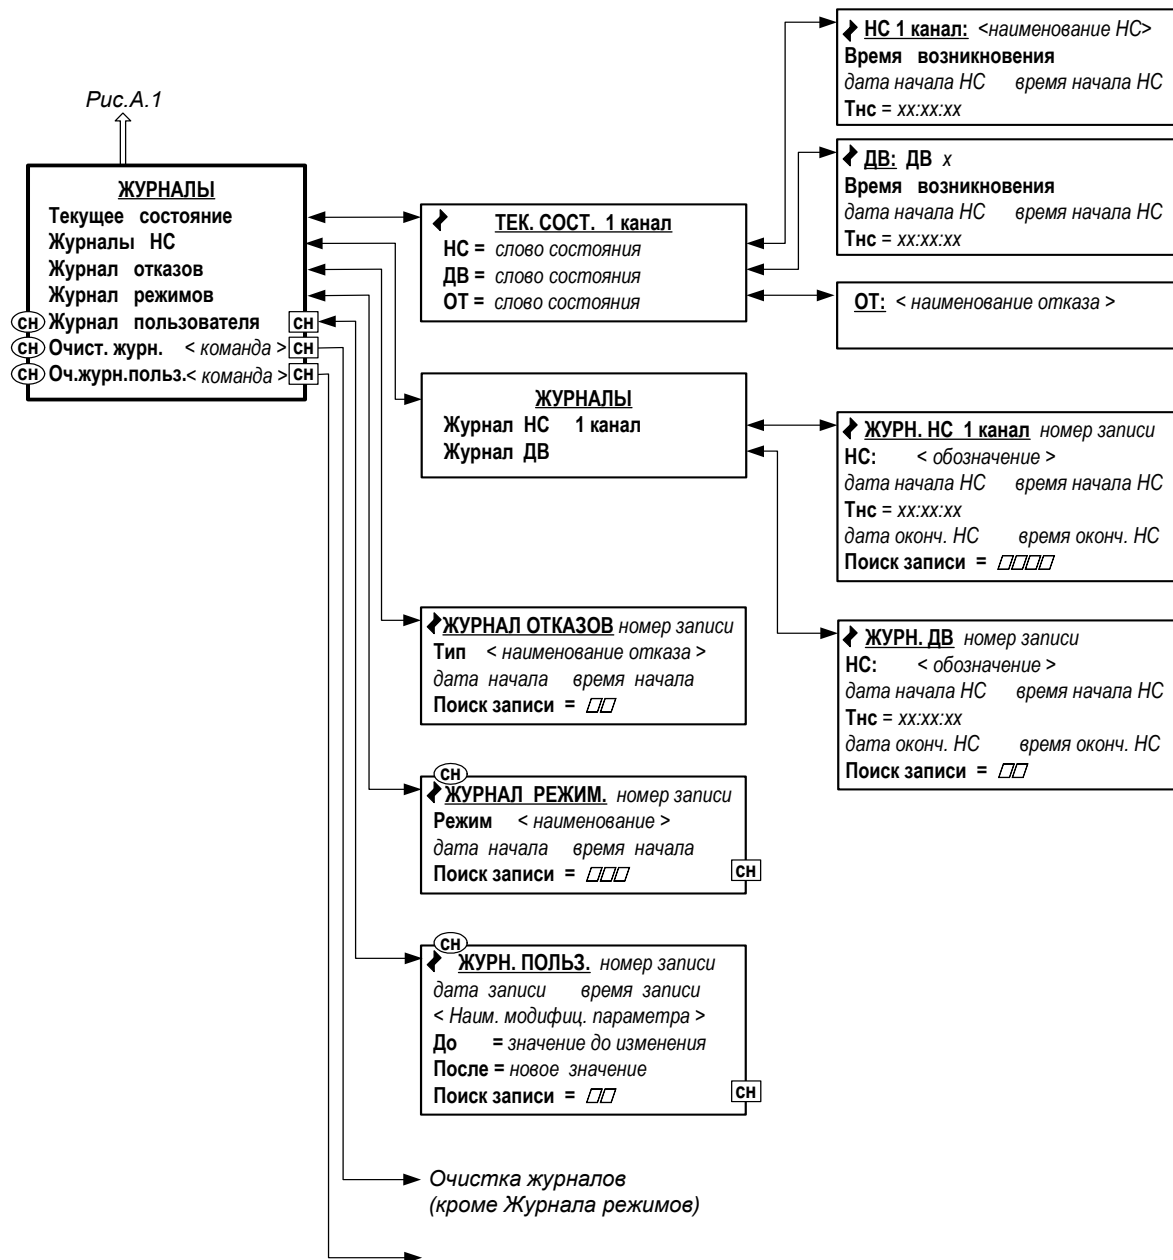 Рис.А.1
ЖУРНАЛЫ
Текущее состояние
Журналы НС
Журнал отказов
Журнал режимов
СН Журнал пользователя СН
СН Очист. журн. < команда > СН
СН Оч.журн.польз.< команда > СН
ТЕК. СОСТ. 1 канал
НС = слово состояния
ДВ = слово состояния
ОТ = слово состояния
НС 1 канал: <наименование НС>
Время возникновения
дата начала НС время начала НС
Тнс = xx:xx:xx
ДВ: ДВ x
Время возникновения
дата начала НС время начала НС
Тнс = xx:xx:xx
ОТ: < наименование отказа >
ЖУРНАЛЫ
Журнал НС 1 канал
Журнал ДВ
ЖУРН. НС 1 канал номер записи
НС: < обозначение >
дата начала НС время начала НС
Тнс = xx:xx:xx
дата оконч. НС время оконч. НС
Поиск записи =
ЖУРН. ДВ номер записи
НС: < обозначение >
дата начала НС время начала НС
Тнс = xx:xx:xx
дата оконч. НС время оконч. НС
Поиск записи =
ЖУРНАЛ ОТКАЗОВ номер записи
Тип < наименование отказа >
дата начала время начала
Поиск записи =
СН
ЖУРНАЛ РЕЖИМ. номер записи
Режим < наименование >
дата начала время начала
Поиск записи =
СН
СН
ЖУРН. ПОЛЬЗ. номер записи
дата записи время записи
< Наим. модифиц. параметра >
До = значение до изменения
После = новое значение
Поиск записи =
СН
Очистка журналов
(кроме Журнала режимов)